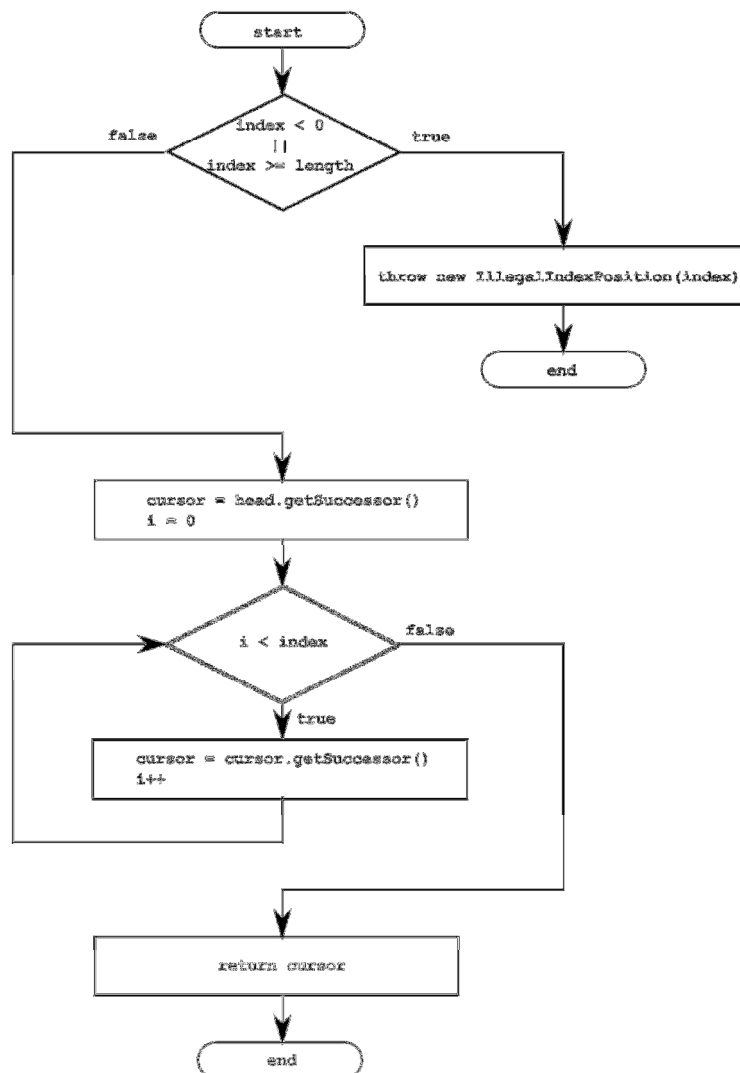 start
false
index < 0
||
index >= length
true
throw new IllegalIndexPosition(index)
end
cursor = head.getSuccessor()
i = 0
i < index
false
true
cursor = cursor.getSuccessor()
i++
return cursor
end